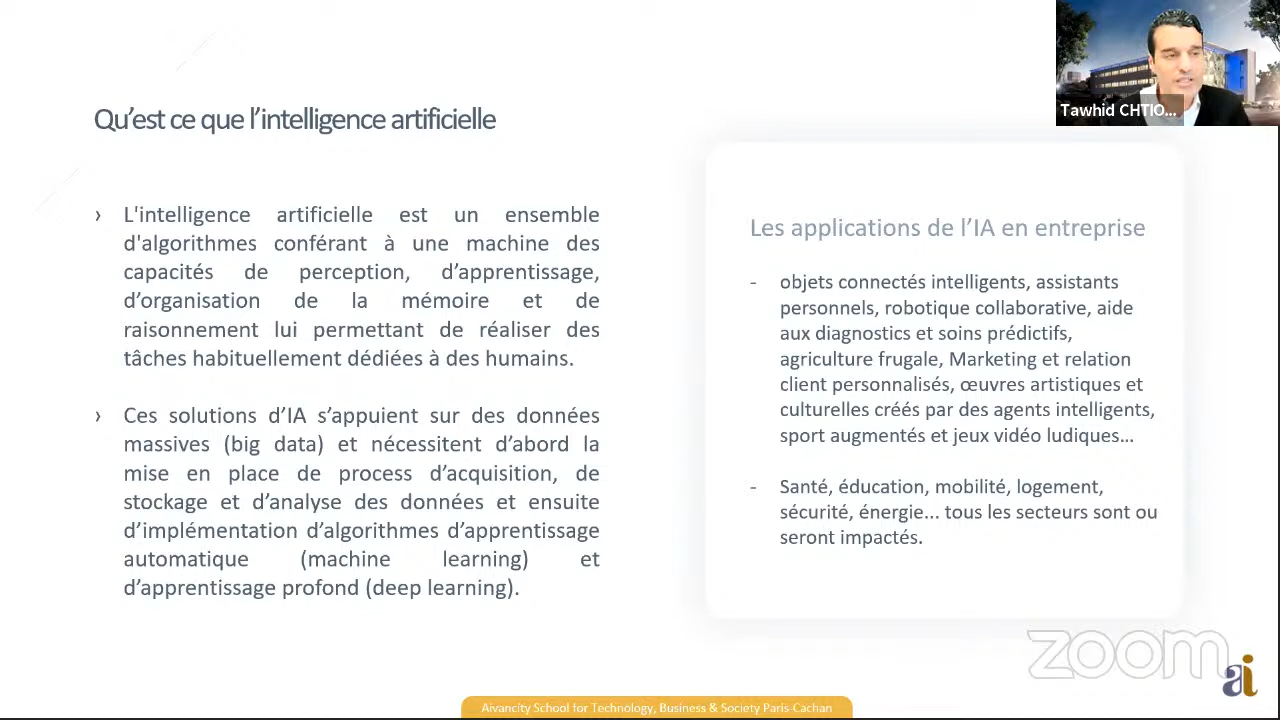 Tawhid CHTIO...
Qu'est ce que l'intelligence artificielle
› L'intelligence artificielle est un ensemble
d'algorithmes conférant à une machine des
capacités de perception, d'apprentissage,
d'organisation de la mémoire et de
raisonnement lui permettant de réaliser des
tâches habituellement dédiées à des humains.
› Ces solutions d'IA s'appuient sur des données
massives (big data) et nécessitent d'abord la
mise en place de process d'acquisition, de
stockage et d'analyse des données et ensuite
d'implémentation d'algorithmes d'apprentissage
automatique (machine learning) et
d'apprentissage profond (deep learning).
Les applications de l'IA en entreprise
- objets connectés intelligents, assistants
personnels, robotique collaborative, aide
aux diagnostics et soins prédictifs,
agriculture frugale, Marketing et relation
client personnalisés, œuvres artistiques et
culturelles créés par des agents intelligents,
sport augmentés et jeux vidéo ludiques...
- Santé, éducation, mobilité, logement,
sécurité, énergie... tous les secteurs sont ou
seront impactés.
zoom
ai
Aivancity School for Technology, Business & Society Paris-Cachan